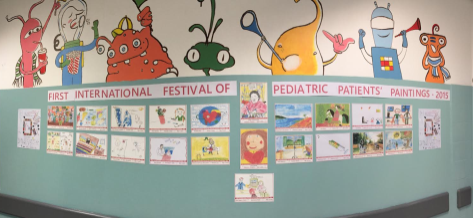 FIRST INTERNATIONAL FESTIVAL OF PEDIATRIC PATIENTS' PAINTINGS - 2015